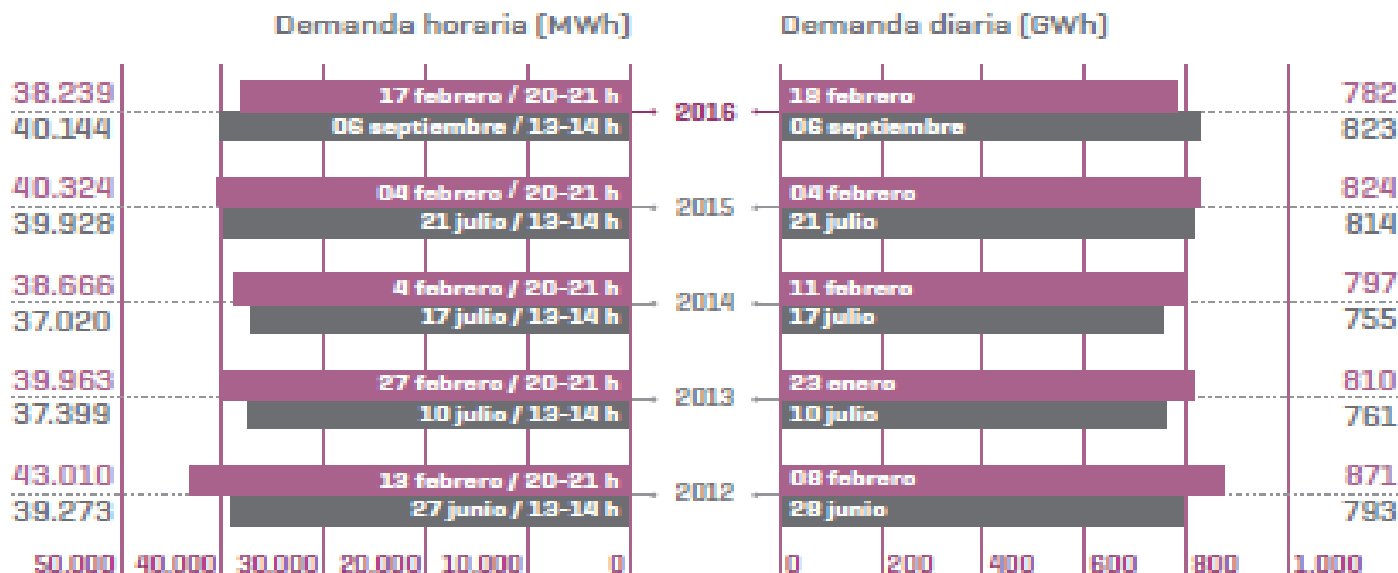 Demanda horaria (MWh) Demanda diaria (GWh)
38.239 17 febrero / 20-21 h 2016 18 febrero 782
40.144 06 septiembre / 13-14 h 06 septiembre 823
40.324 04 febrero / 20-21 h 2015 04 febrero 824
39.928 21 julio / 13-14 h 21 julio 814
38.666 4 febrero / 20-21 h 2014 11 febrero 797
37.020 17 julio / 13-14 h 17 julio 755
39.963 27 febrero / 20-21 h 2013 23 enero 810
37.399 10 julio / 13-14 h 10 julio 761
43.010 13 febrero / 20-21 h 2012 08 febrero 871
39.273 27 junio / 13-14 h 28 junio 793
50.000 40.000 30.000 20.000 10.000 0 0 200 400 600 800 1.000